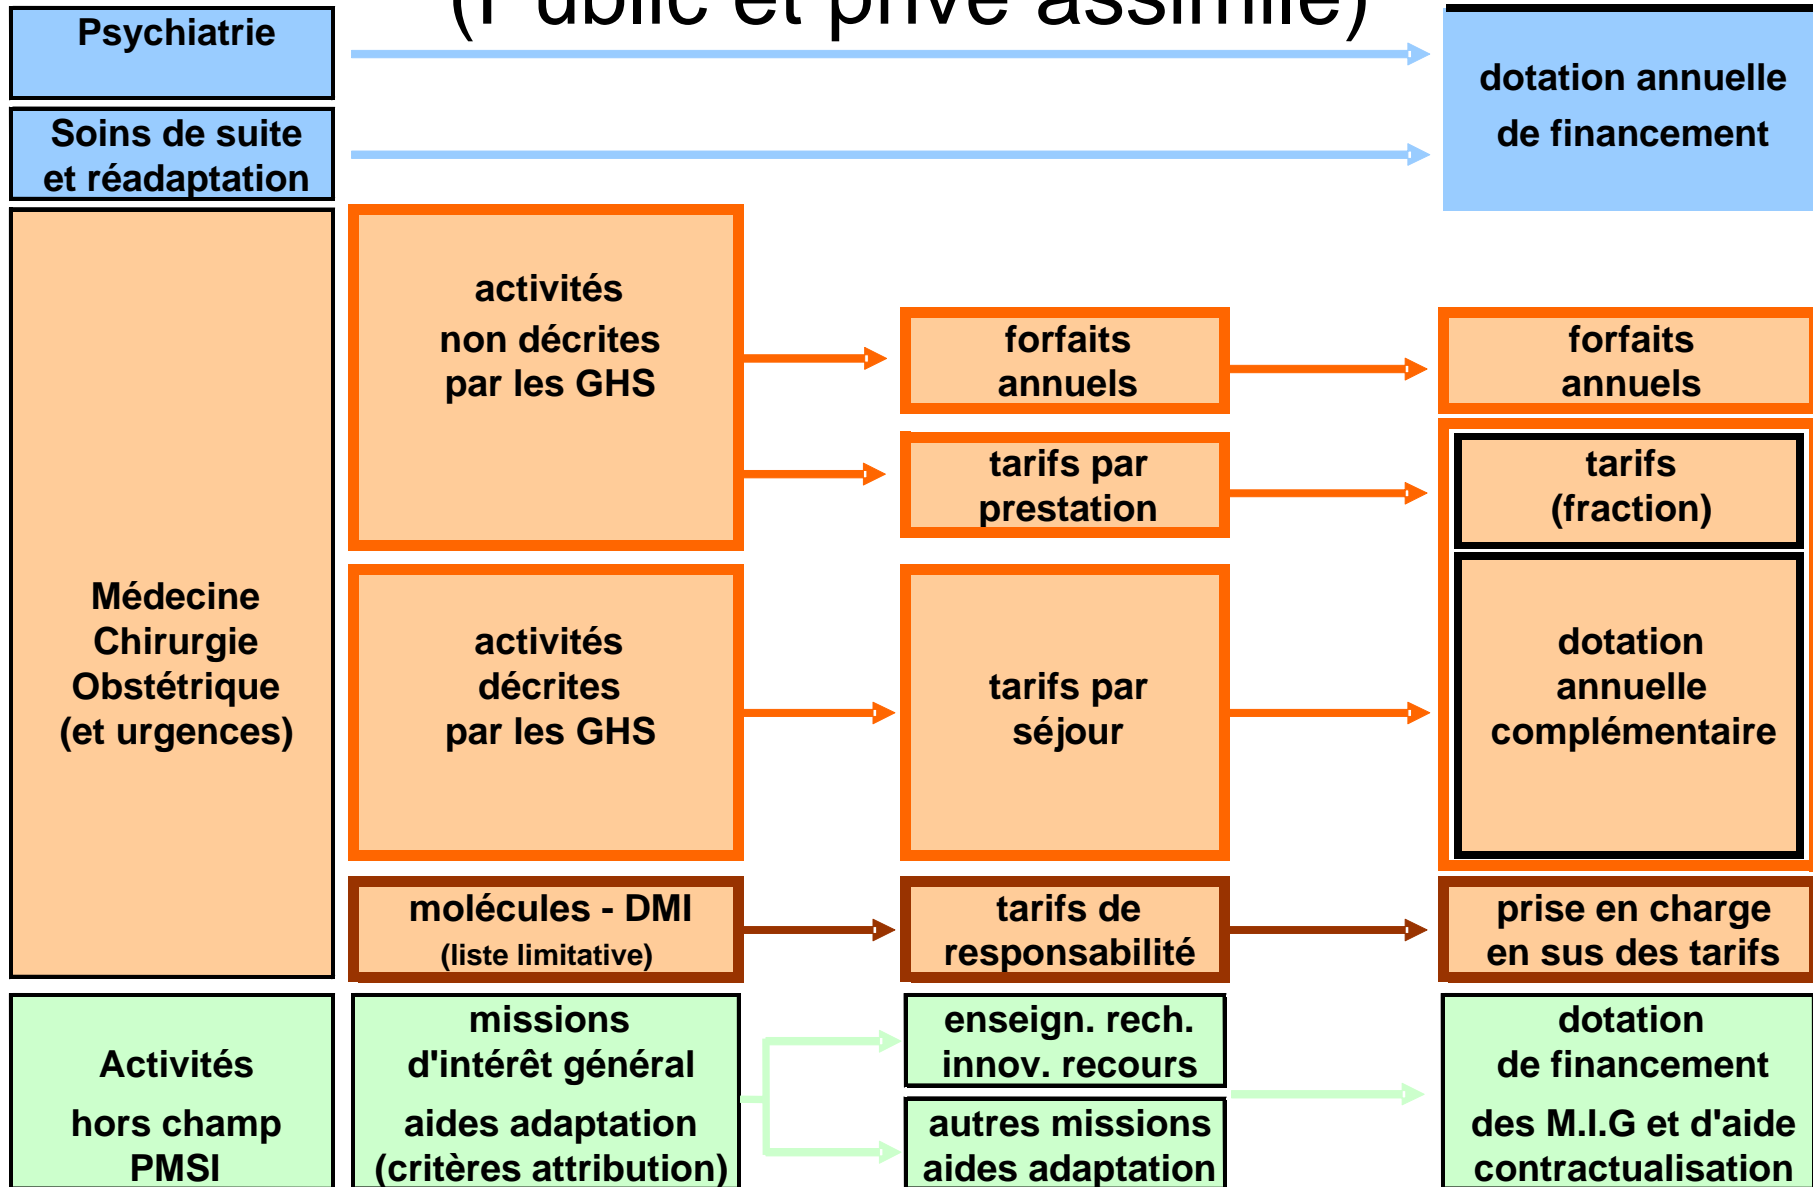 (Public et privé assimilé)
Psychiatrie
dotation annuelle
de financement
Soins de suite
et réadaptation
Médecine
Chirurgie
Obstétrique
(et urgences)
activités
non décrites
par les GHS
forfaits
annuels
forfaits
annuels
tarifs par
prestation
tarifs
(fraction)
activités
décrites
par les GHS
tarifs par
séjour
dotation
annuelle
complémentaire
molécules - DMI
(liste limitative)
tarifs de
responsabilité
prise en charge
en sus des tarifs
Activités
hors champ
PMSI
missions
d'intérêt général
aides adaptation
(critères attribution)
enseign. rech.
innov. recours
autres missions
aides adaptation
dotation
de financement
des M.I.G et d'aide
contractualisation